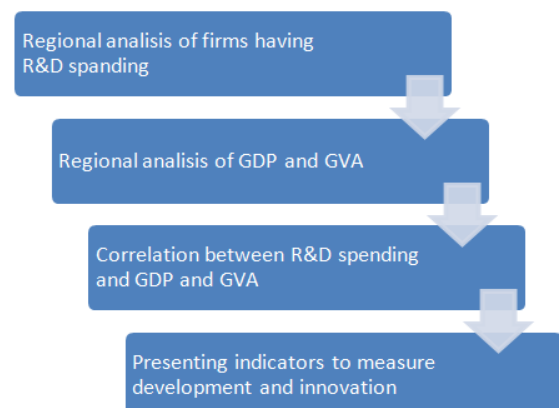 Regional analisis of firms having
R&D spanding
Regional analisis of GDP and GVA
Correlation between R&D spending
and GDP and GVA
Presenting indicators to measure
development and innovation